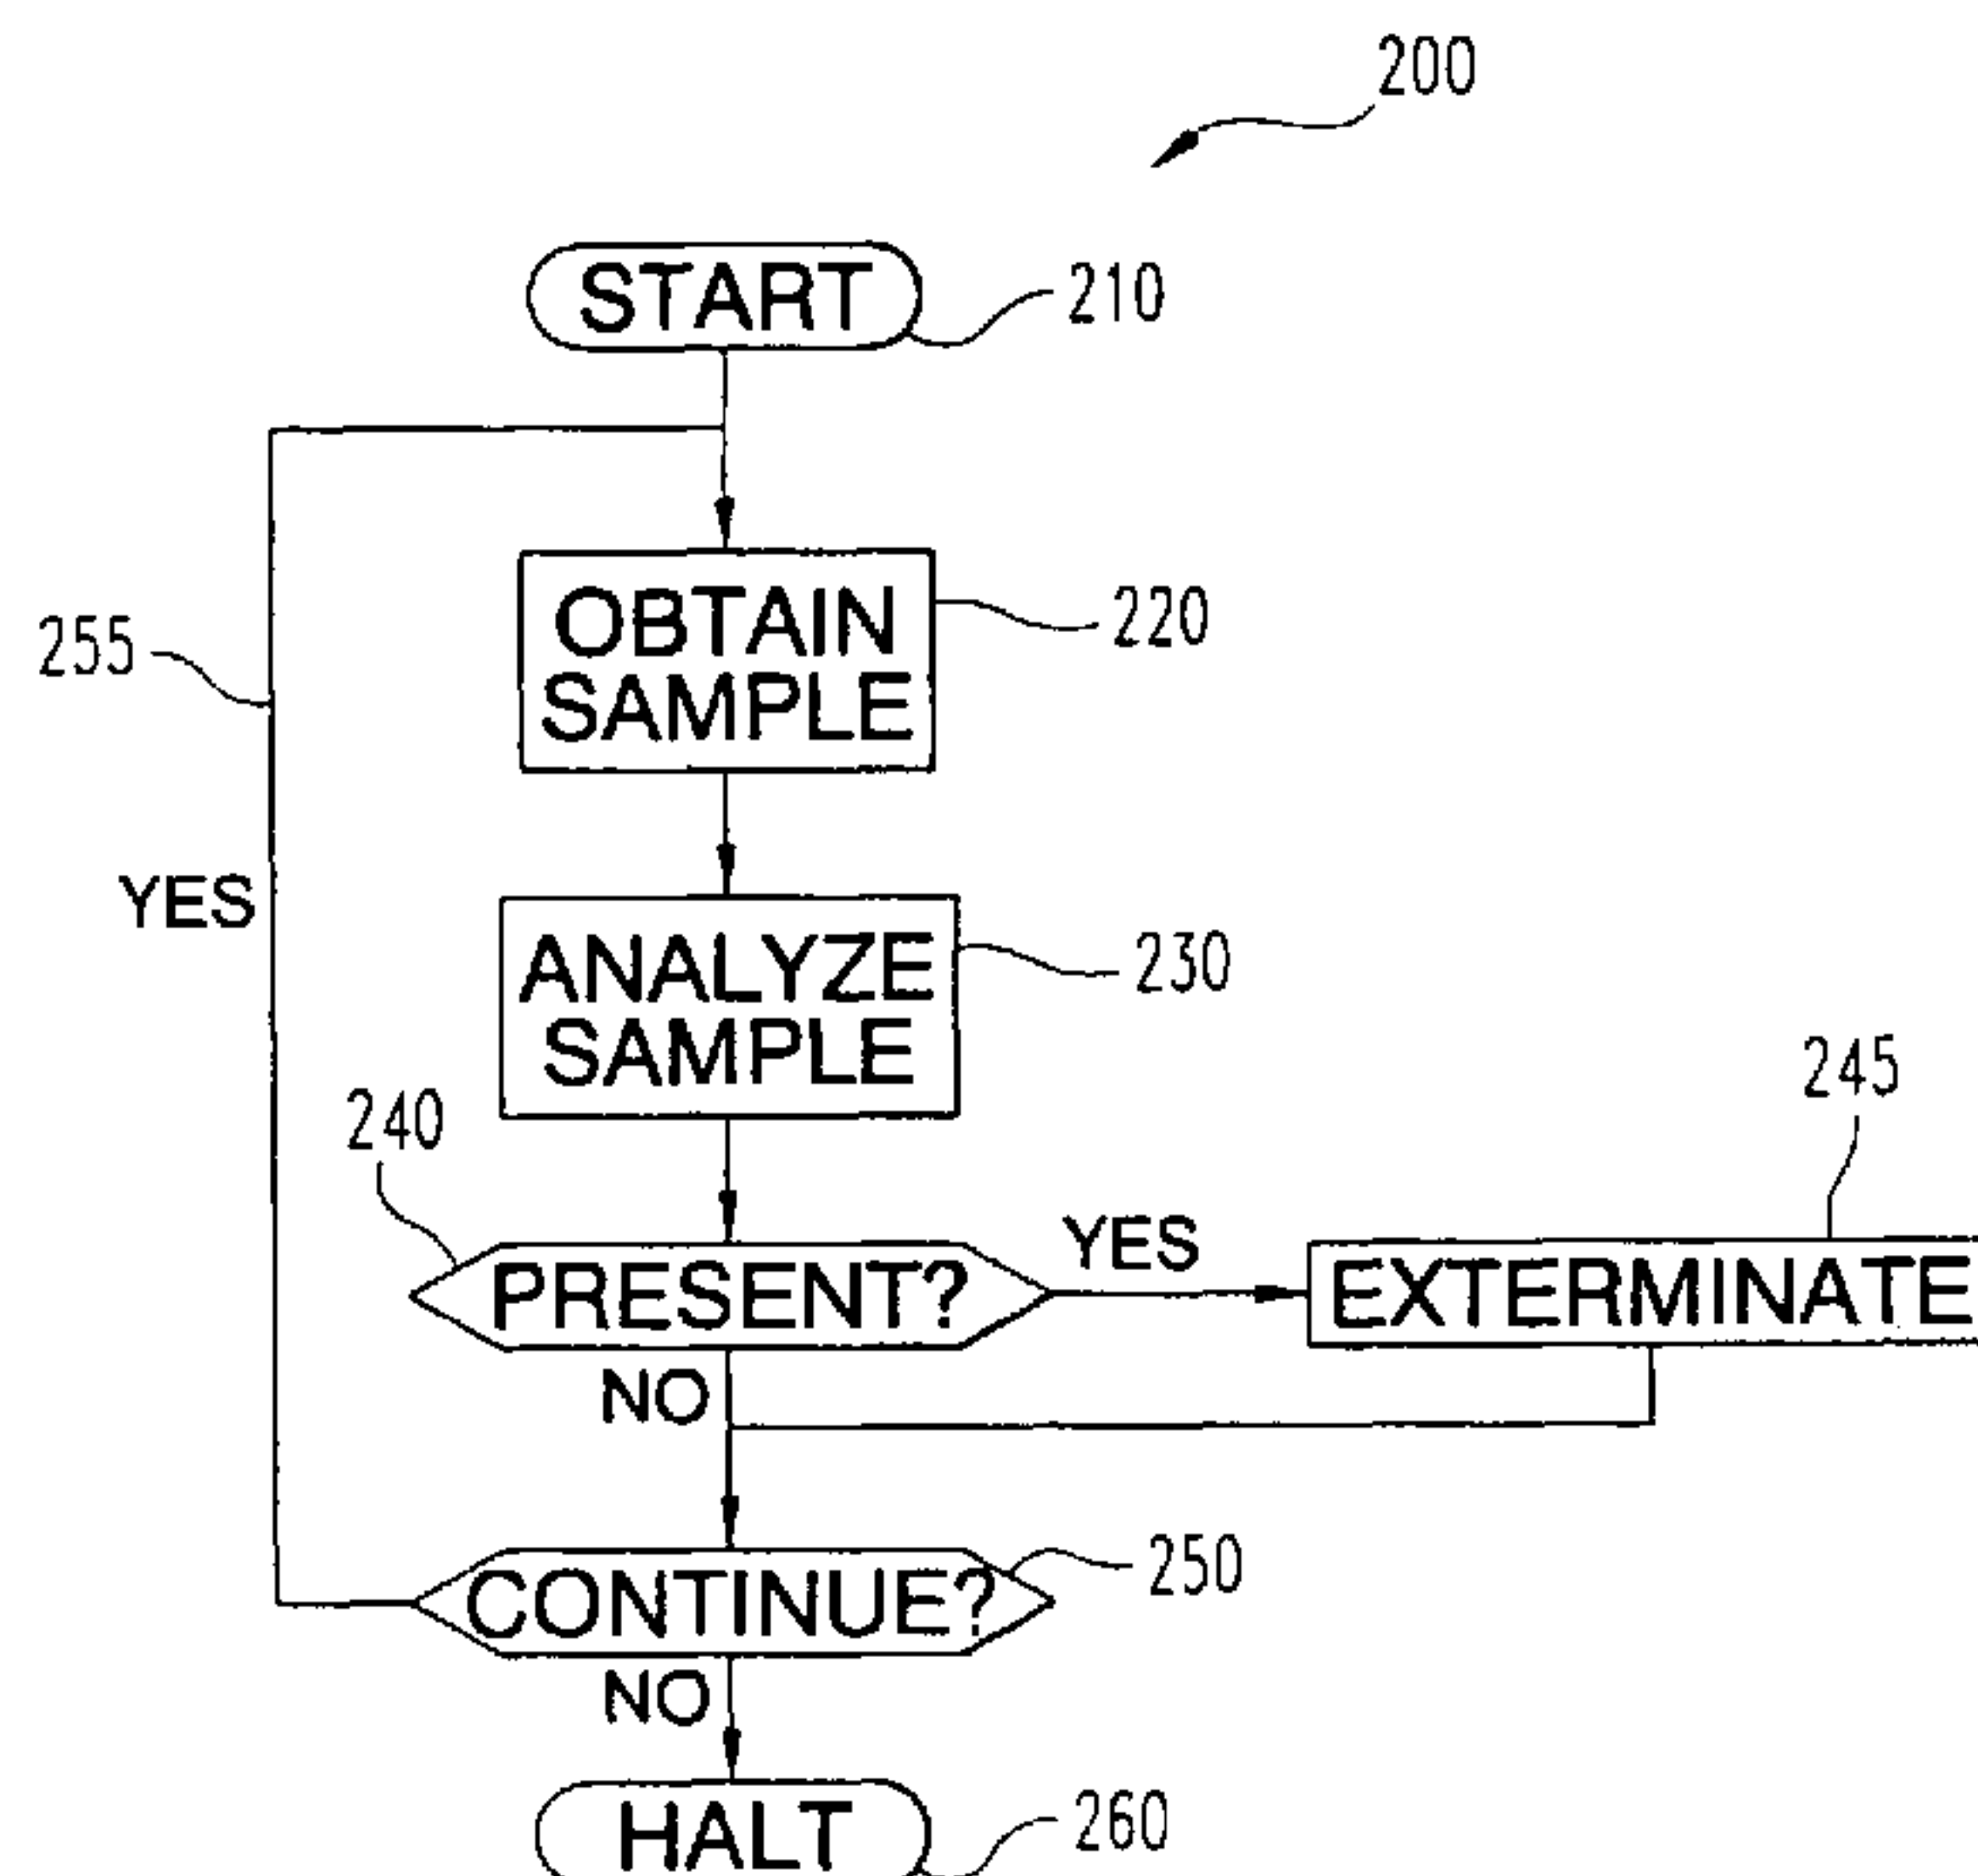 200
START
210
OBTAIN
SAMPLE
220
255
YES
ANALYZE
SAMPLE
230
240
245
PRESENT?
YES
EXTERMINATE
NO
CONTINUE?
250
NO
HALT
260